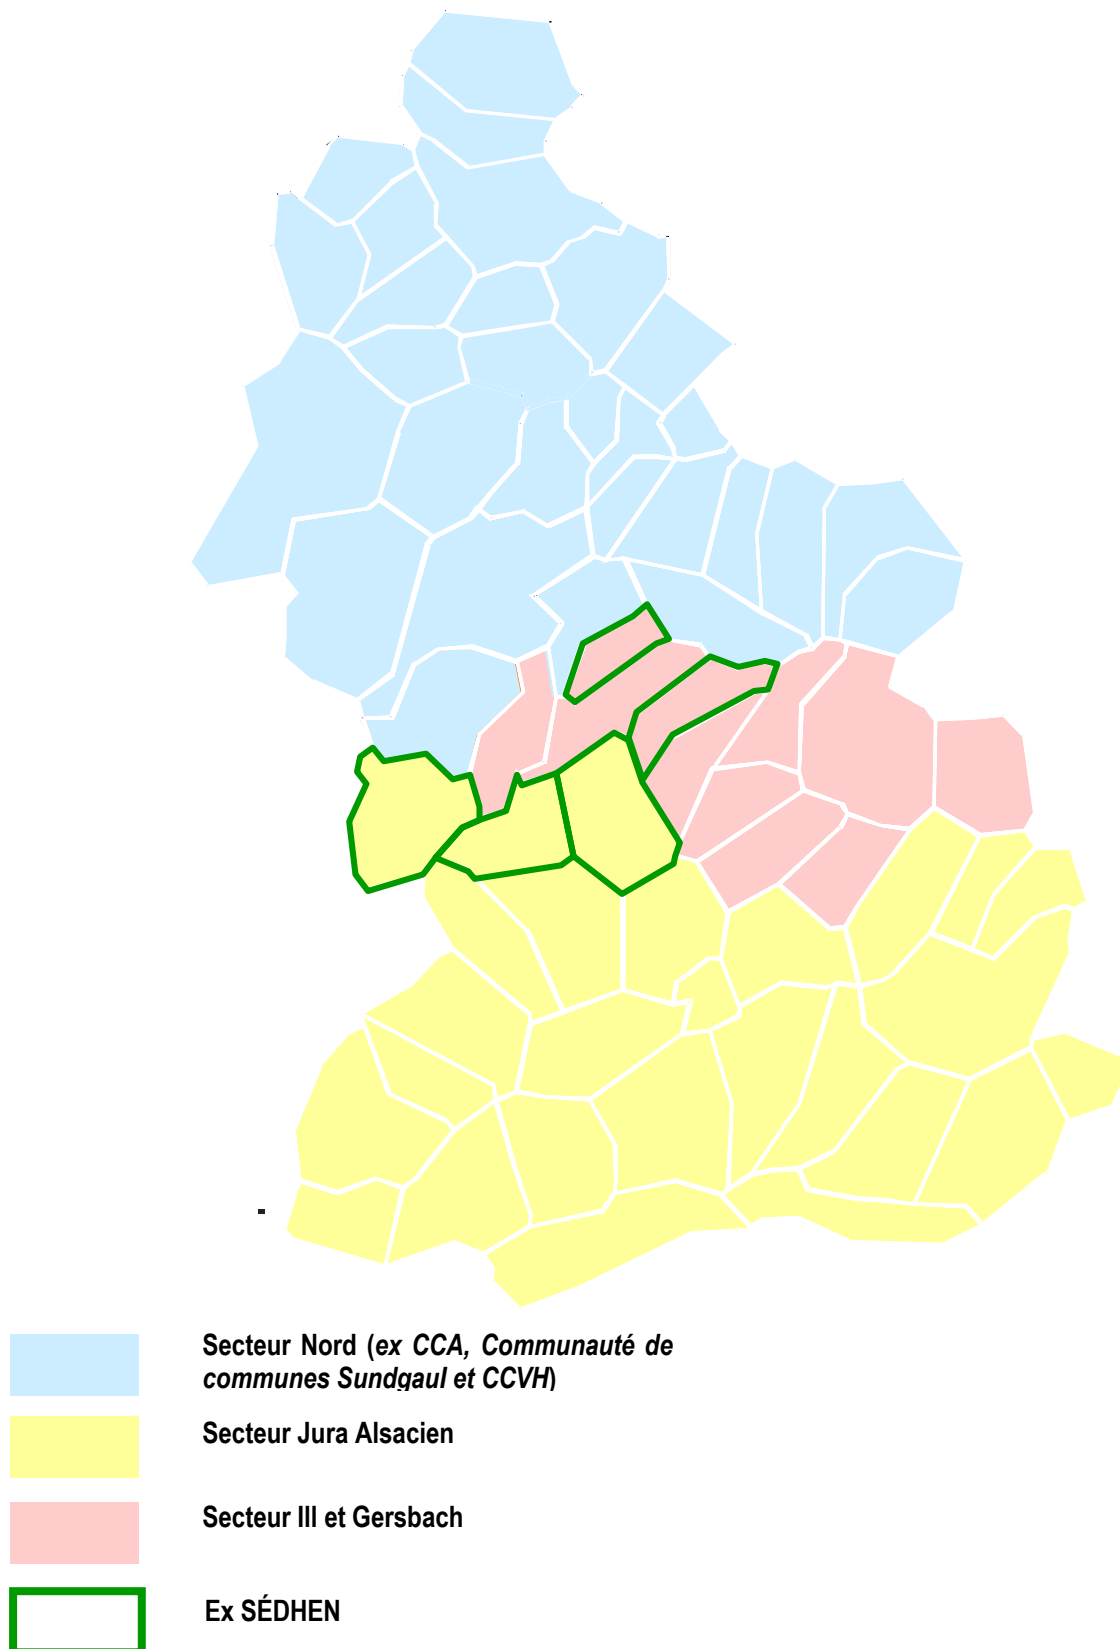 Secteur Nord (ex CCA, Communauté de
communes Sundgaul et CCVH)
Secteur Jura Alsacien
Secteur Ill et Gersbach
Ex SÉDHEN